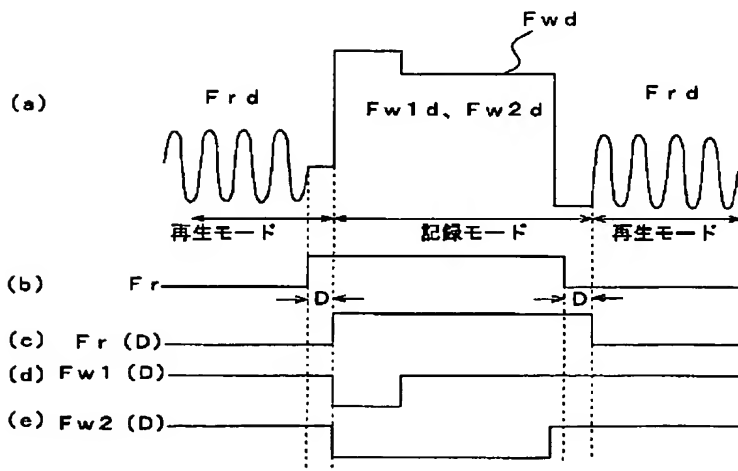 Fwd
(a)
Frd
Fw1d、Fw2d
Frd
再生モード
記録モード
再生モード
(b) Fr
D
D
(c) Fr(D)
(d) Fw1(D)
(e) Fw2(D)